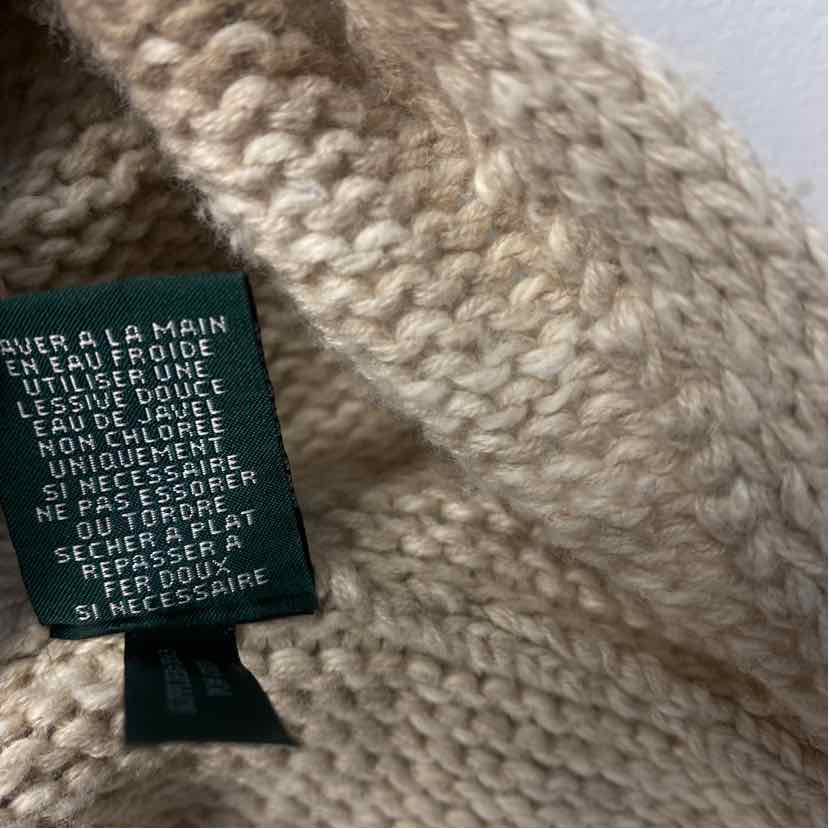 AVER A LA MAIN
EN EAU FROIDE
UTILISER UNE
LESSIVE DOUCE
EAU DE JAVEL
NON CHLOREE
UNIQUEMENT
SI NECESSAIRE
NE PAS ESSORER
OU TORDRE
SECHER A PLAT
REPASSER A
FER DOUX
SI NECESSAIRE